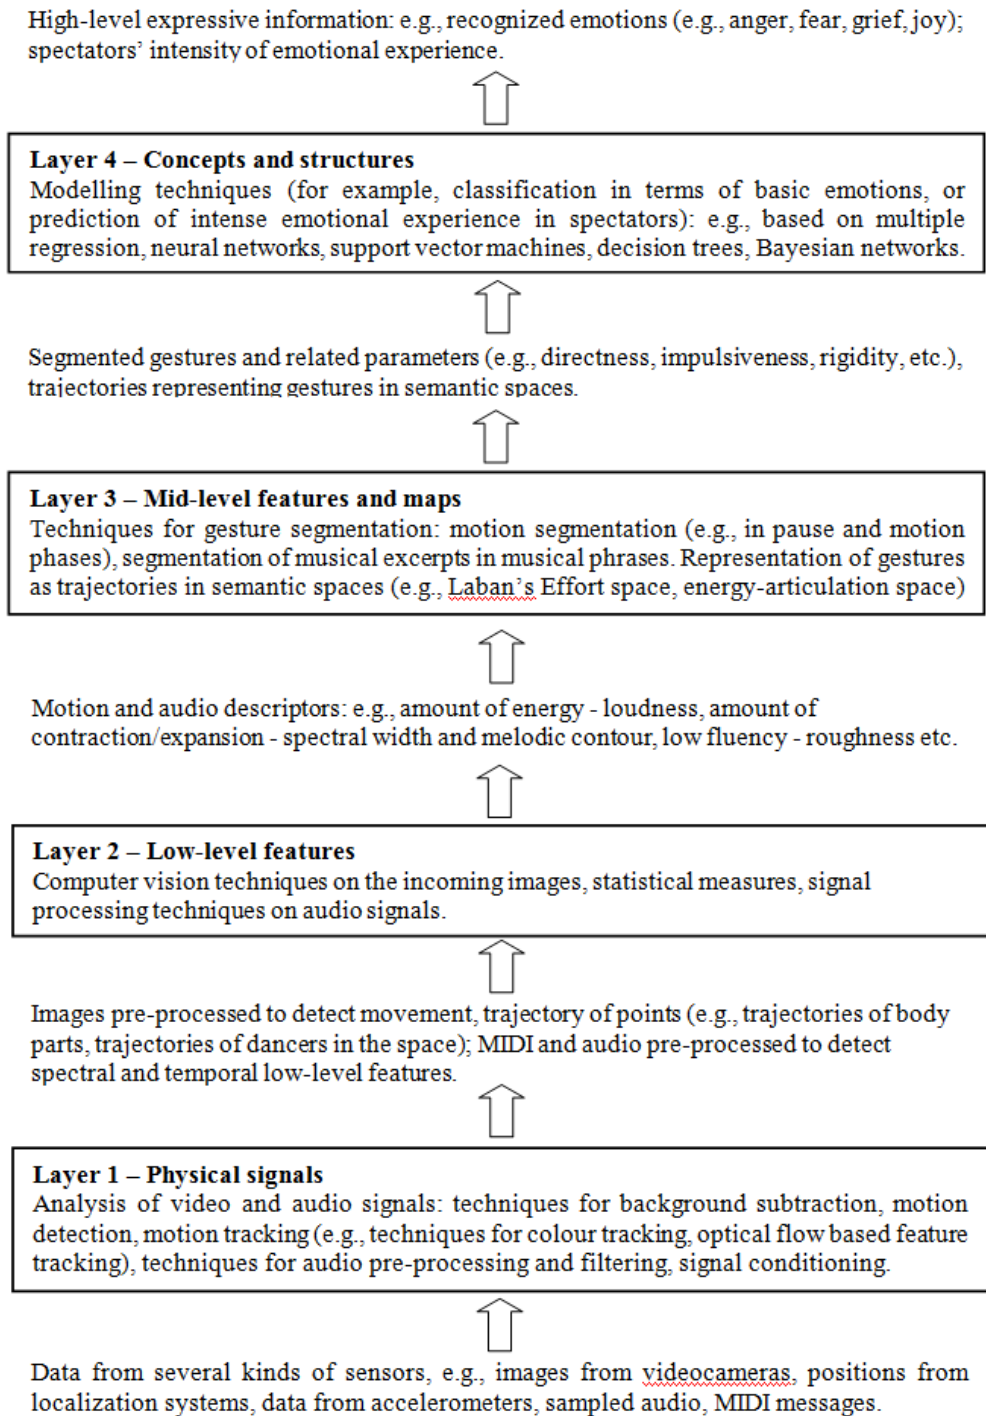 High-level expressive information: e.g., recognized emotions (e.g., anger, fear, grief, joy);
spectators’ intensity of emotional experience.
Layer 4 – Concepts and structures
Modelling techniques (for example, classification in terms of basic emotions, or
prediction of intense emotional experience in spectators): e.g., based on multiple
regression, neural networks, support vector machines, decision trees, Bayesian networks.
Segmented gestures and related parameters (e.g., directness, impulsiveness, rigidity, etc.),
trajectories representing gestures in semantic spaces.
Layer 3 – Mid-level features and maps
Techniques for gesture segmentation: motion segmentation (e.g., in pause and motion
phases), segmentation of musical excerpts in musical phrases. Representation of gestures
as trajectories in semantic spaces (e.g., Laban’s Effort space, energy-articulation space)
Motion and audio descriptors: e.g., amount of energy - loudness, amount of
contraction/expansion - spectral width and melodic contour, low fluency - roughness etc.
Layer 2 – Low-level features
Computer vision techniques on the incoming images, statistical measures, signal
processing techniques on audio signals.
Images pre-processed to detect movement, trajectory of points (e.g., trajectories of body
parts, trajectories of dancers in the space); MIDI and audio pre-processed to detect
spectral and temporal low-level features.
Layer 1 – Physical signals
Analysis of video and audio signals: techniques for background subtraction, motion
detection, motion tracking (e.g., techniques for colour tracking, optical flow based feature
tracking), techniques for audio pre-processing and filtering, signal conditioning.
Data from several kinds of sensors, e.g., images from videocameras, positions from
localization systems, data from accelerometers, sampled audio, MIDI messages.